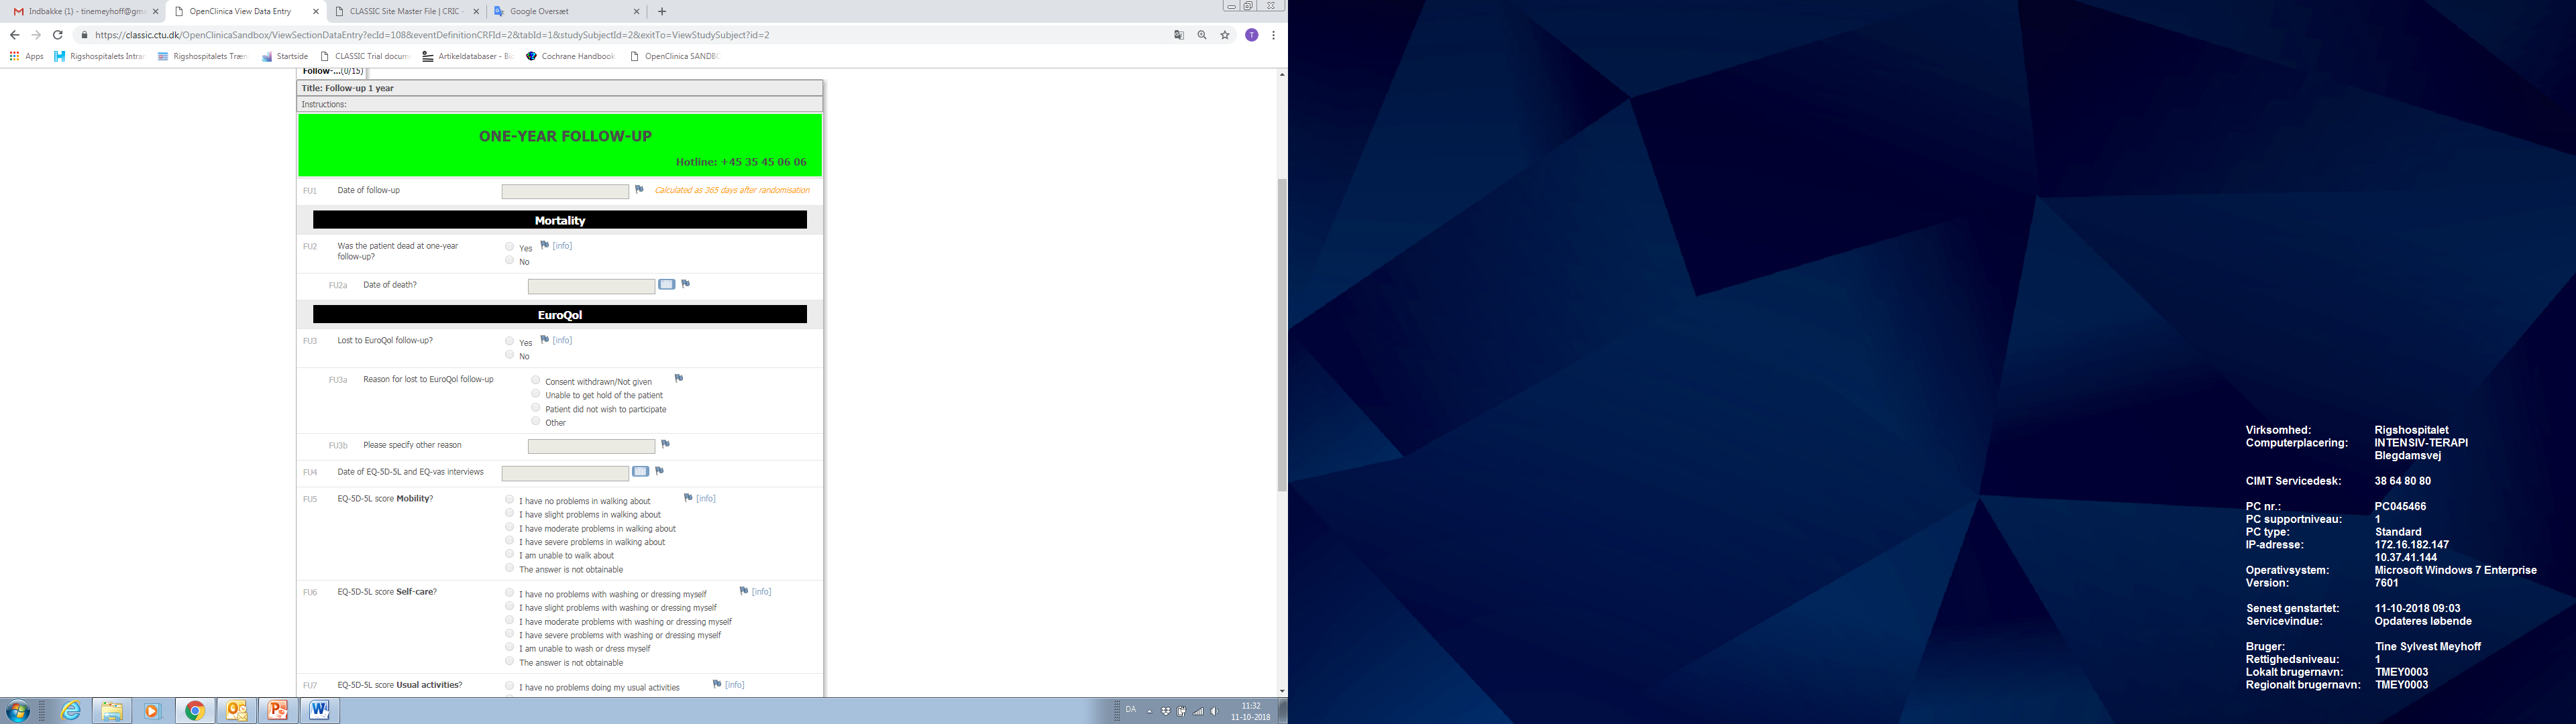 Indbakke (1) - tinemeyhoff@gm
OpenClinica View Data Entry
CLASSIC Site Master File | CRIC -
Google Oversæt
https://classic.ctu.dk/OpenClinicaSandbox/ViewSectionDataEntry?ecId=108&eventDefinitionCRFId=2&tabId=1&studySubjectId=2&exitTo=ViewStudySubject?id=2
T
Apps
Rigshospitalets Intra
Rigshospitalets Træn
Startside
CLASSIC Trial docum
Artikeldatabaser - Bi
Cochrane Handbook
OpenClinica SANDB
Follow-...(0/15)
Title: Follow-up 1 year
Instructions:
ONE-YEAR FOLLOW-UP
Hotline: +45 35 45 06 06
FU1 Date of follow-up Calculated as 365 days after randomisation
Mortality
FU2 Was the patient dead at one-year follow-up?
Yes [info]
No
FU2a Date of death?
EuroQol
FU3 Lost to EuroQol follow-up?
Yes [info]
No
FU3a Reason for lost to EuroQol follow-up
Consent withdrawn/Not given
Unable to get hold of the patient
Patient did not wish to participate
Other
FU3b Please specify other reason
FU4 Date of EQ-5D-5L and EQ-vas interviews
FU5 EQ-5D-5L score Mobility?
I have no problems in walking about [info]
I have slight problems in walking about
I have moderate problems in walking about
I have severe problems in walking about
I am unable to walk about
The answer is not obtainable
FU6 EQ-5D-5L score Self-care?
I have no problems with washing or dressing myself [info]
I have slight problems with washing or dressing myself
I have moderate problems with washing or dressing myself
I have severe problems with washing or dressing myself
I am unable to wash or dress myself
The answer is not obtainable
FU7 EQ-5D-5L score Usual activities?
I have no problems doing my usual activities [info]
DA
11:32
11-10-2018
Virksomhed: Rigshospitalet
Computerplacering: INTENSIV-TERAPI
Blegdamsvej
CIMT Servicedesk: 38 64 80 80
PC nr.: PC045466
PC supportniveau: 1
PC type: Standard
IP-adresse: 172.16.182.147
10.37.41.144
Operativsystem: Microsoft Windows 7 Enterprise
Version: 7601
Senest genstartet: 11-10-2018 09:03
Servicevindue: Opdateres løbende
Bruger: Tine Sylvest Meyhoff
Rettighedsniveau: 1
Lokalt brugernavn: TMEY0003
Regionalt brugernavn: TMEY0003